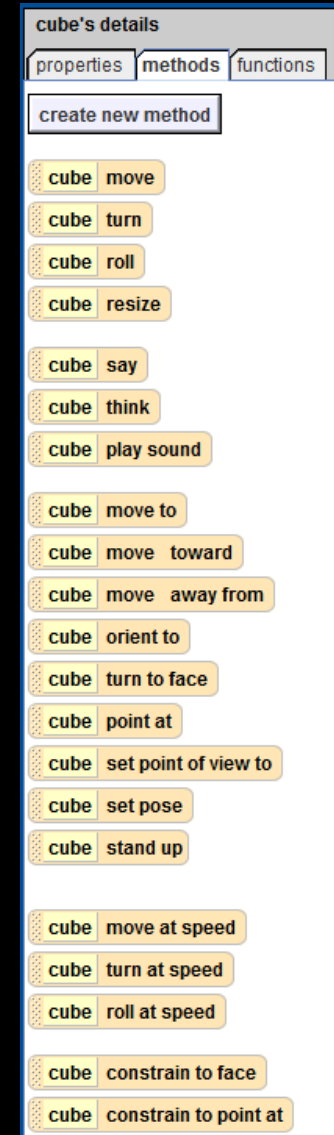 cube's details
properties methods functions
create new method
cube move
cube turn
cube roll
cube resize
cube say
cube think
cube play sound
cube move to
cube move toward
cube move away from
cube orient to
cube turn to face
cube point at
cube set point of view to
cube set pose
cube stand up
cube move at speed
cube turn at speed
cube roll at speed
cube constrain to face
cube constrain to point at